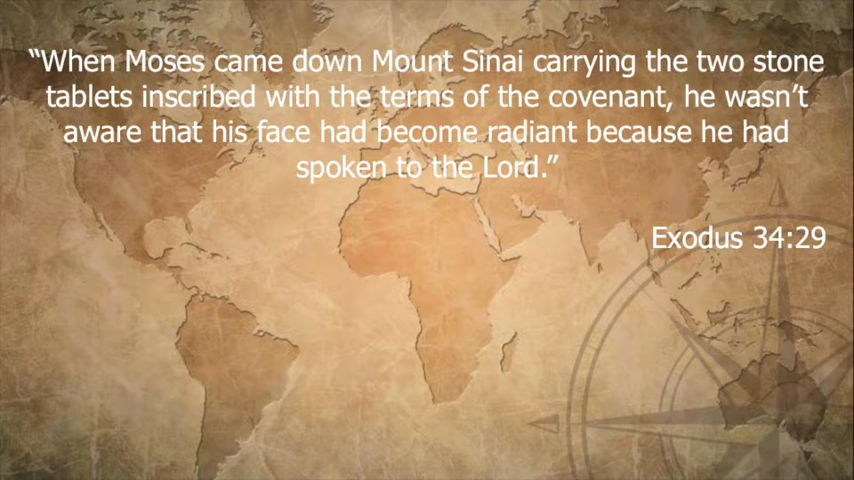 “When Moses came down Mount Sinai carrying the two stone
tablets inscribed with the terms of the covenant, he wasn’t
aware that his face had become radiant because he had
spoken to the Lord.”
Exodus 34:29